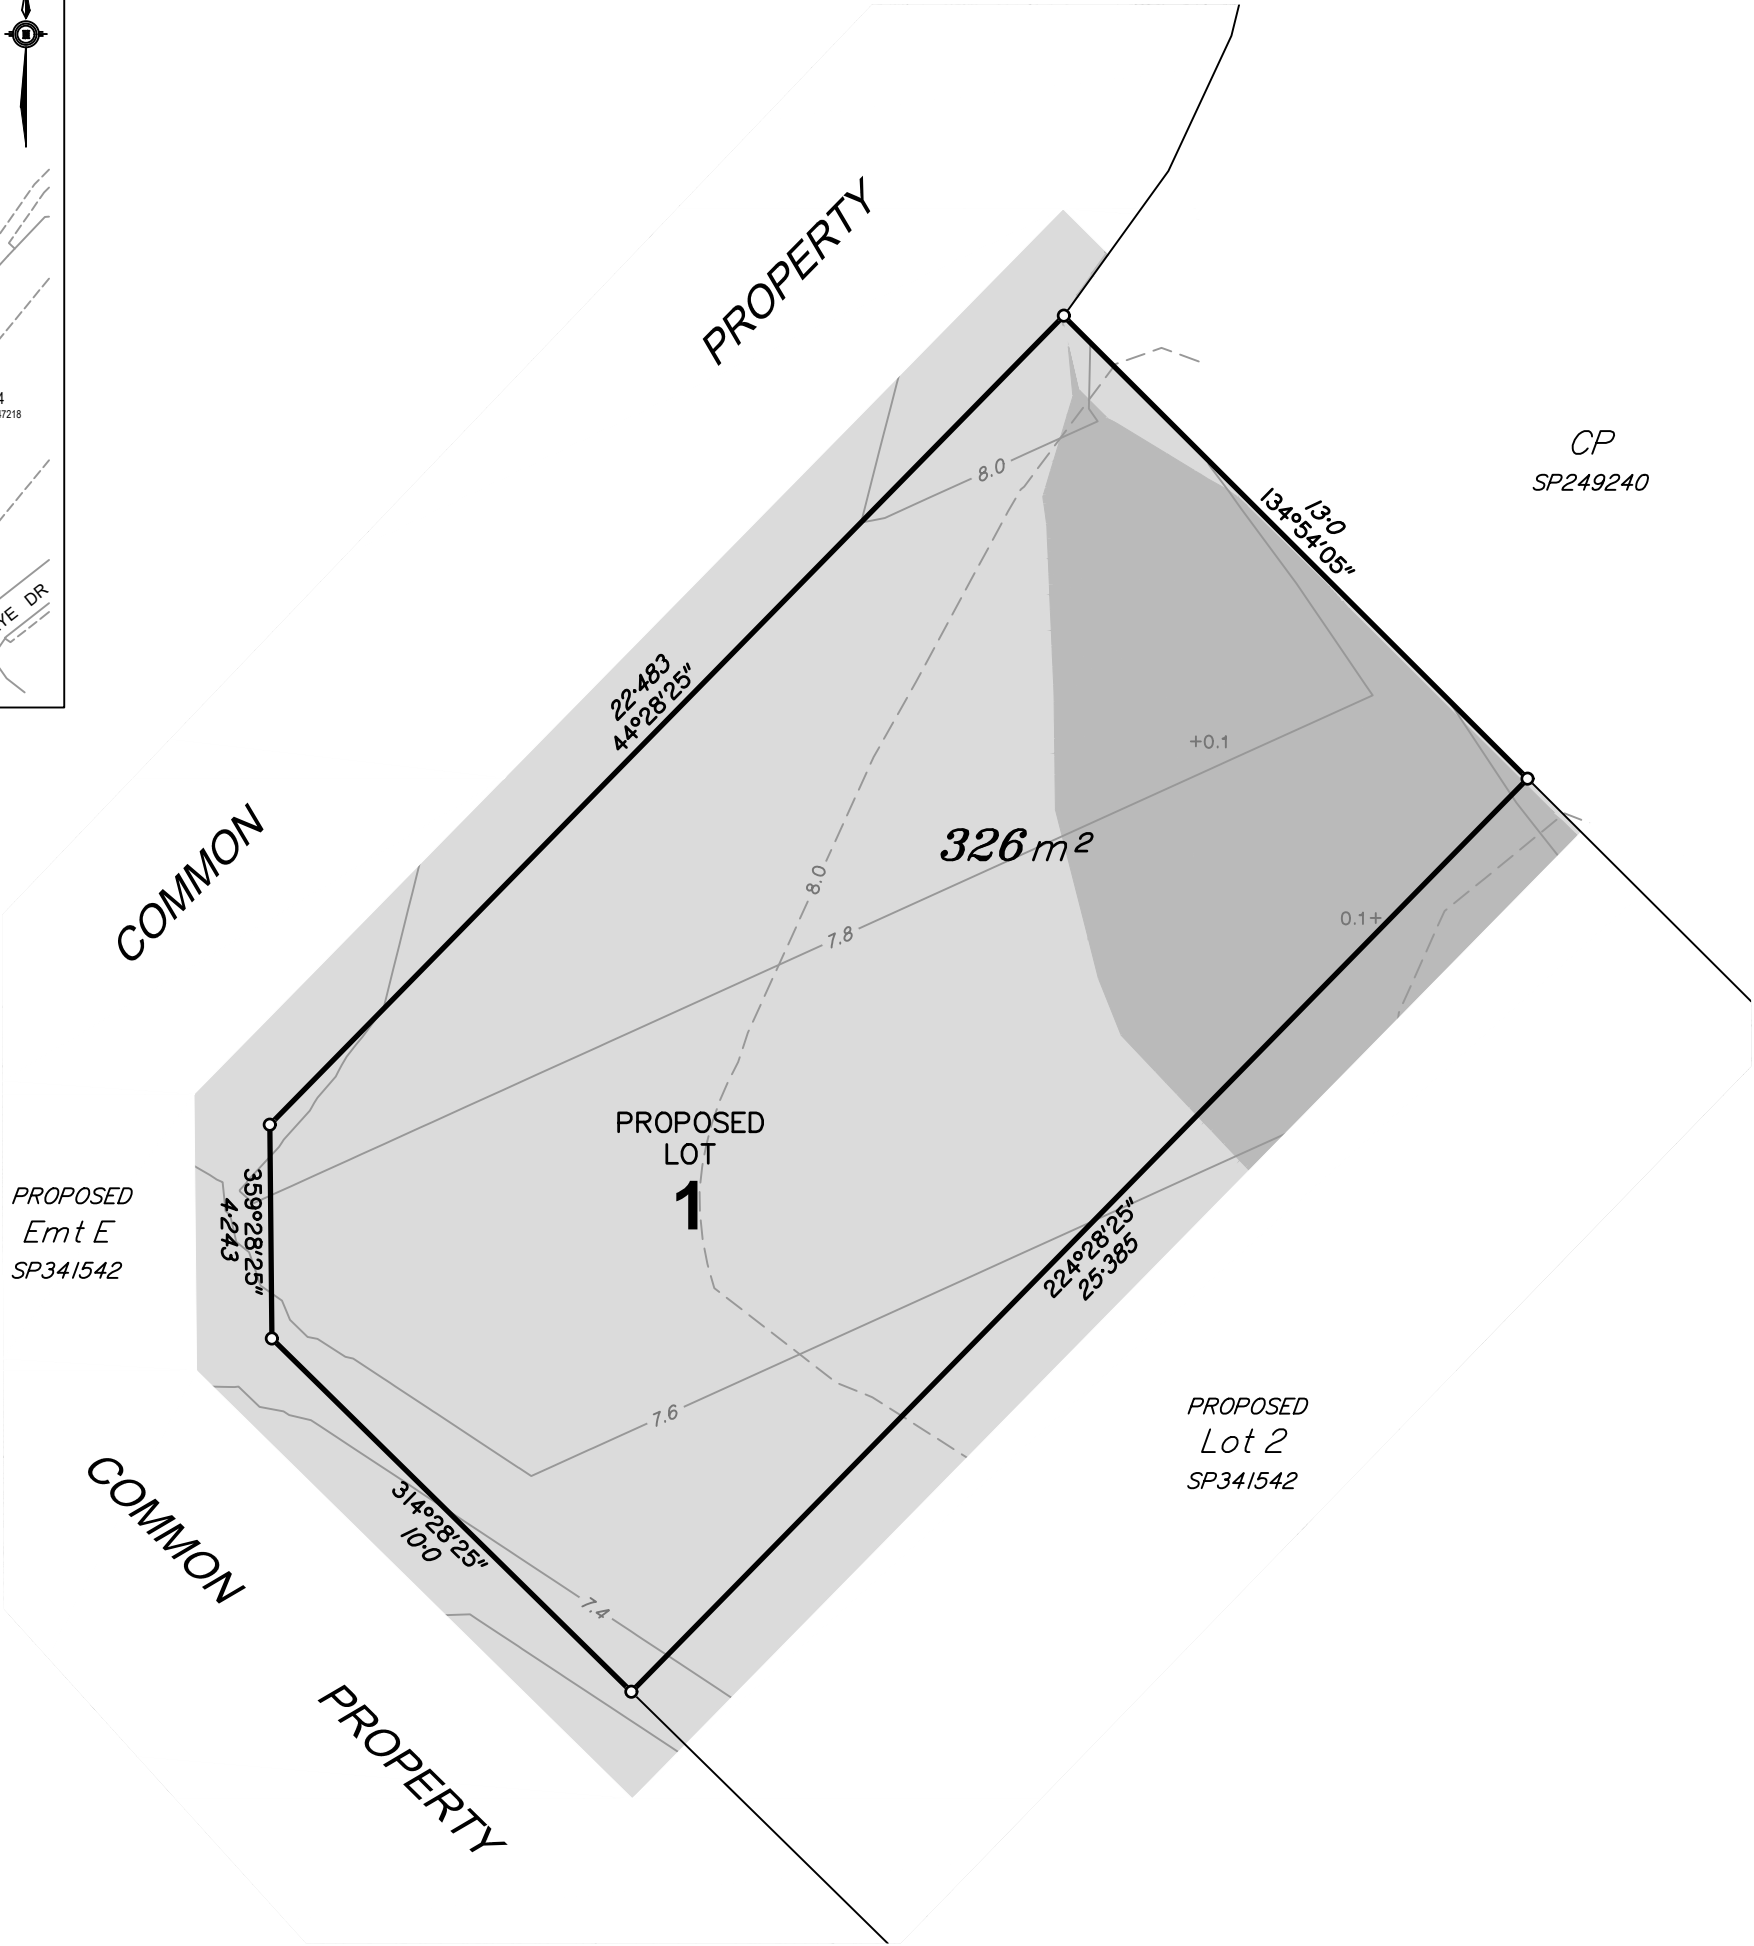 PROPERTY
47218
DR
CP
SP249240
8.0
13·0
134°54'05"
22·483
44°28'25"
+0.1
COMMON
326 m²
8.0
0.1+
7.8
PROPOSED
LOT
1
PROPOSED
Emt E
SP341542
359°28'25"
4·243
224°28'25"
25·385
7.6
PROPOSED
Lot 2
SP341542
COMMON
314°28'25"
10·0
7.4
PROPERTY